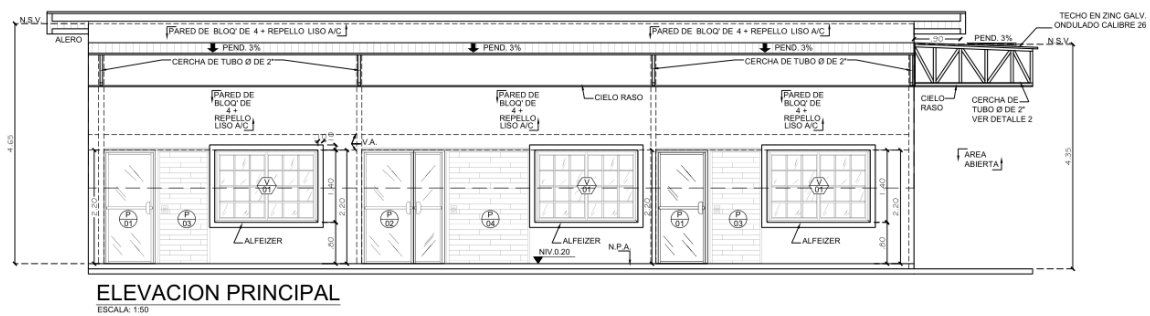 N.S.V.
ALERO
PARED DE BLOQ' DE 4 + REPELLO LISO A/C
PARED DE BLOQ' DE 4 + REPELLO LISO A/C
TECHO EN ZINC GALV.
ONDULADO CALIBRE 26
PEND. 3%
PEND. 3%
PEND. 3%
PEND. 3%
.90
N.S.V.
CERCHA DE TUBO Ø DE 2"
CERCHA DE TUBO Ø DE 2"
PARED DE
BLOQ' DE
4 +
REPELLO
LISO A/C
PARED DE
BLOQ' DE
4 +
REPELLO
LISO A/C
PARED DE
BLOQ' DE
4 +
REPELLO
LISO A/C
CIELO RASO
CIELO
RASO
CERCHA DE
TUBO Ø DE 2"
VER DETALLE 2
4.65
V.A.
ÁREA
ABIERTA
4.35
2.20
P
01
P
03
V
01
1.40
.80
2.20
P
02
P
04
V
01
2.20
P
01
P
03
V
01
1.40
.80
2.20
ALFEIZER
ALFEIZER
ALFEIZER
NIV.0.20
N.P.A.
ELEVACION PRINCIPAL
ESCALA: 1:50